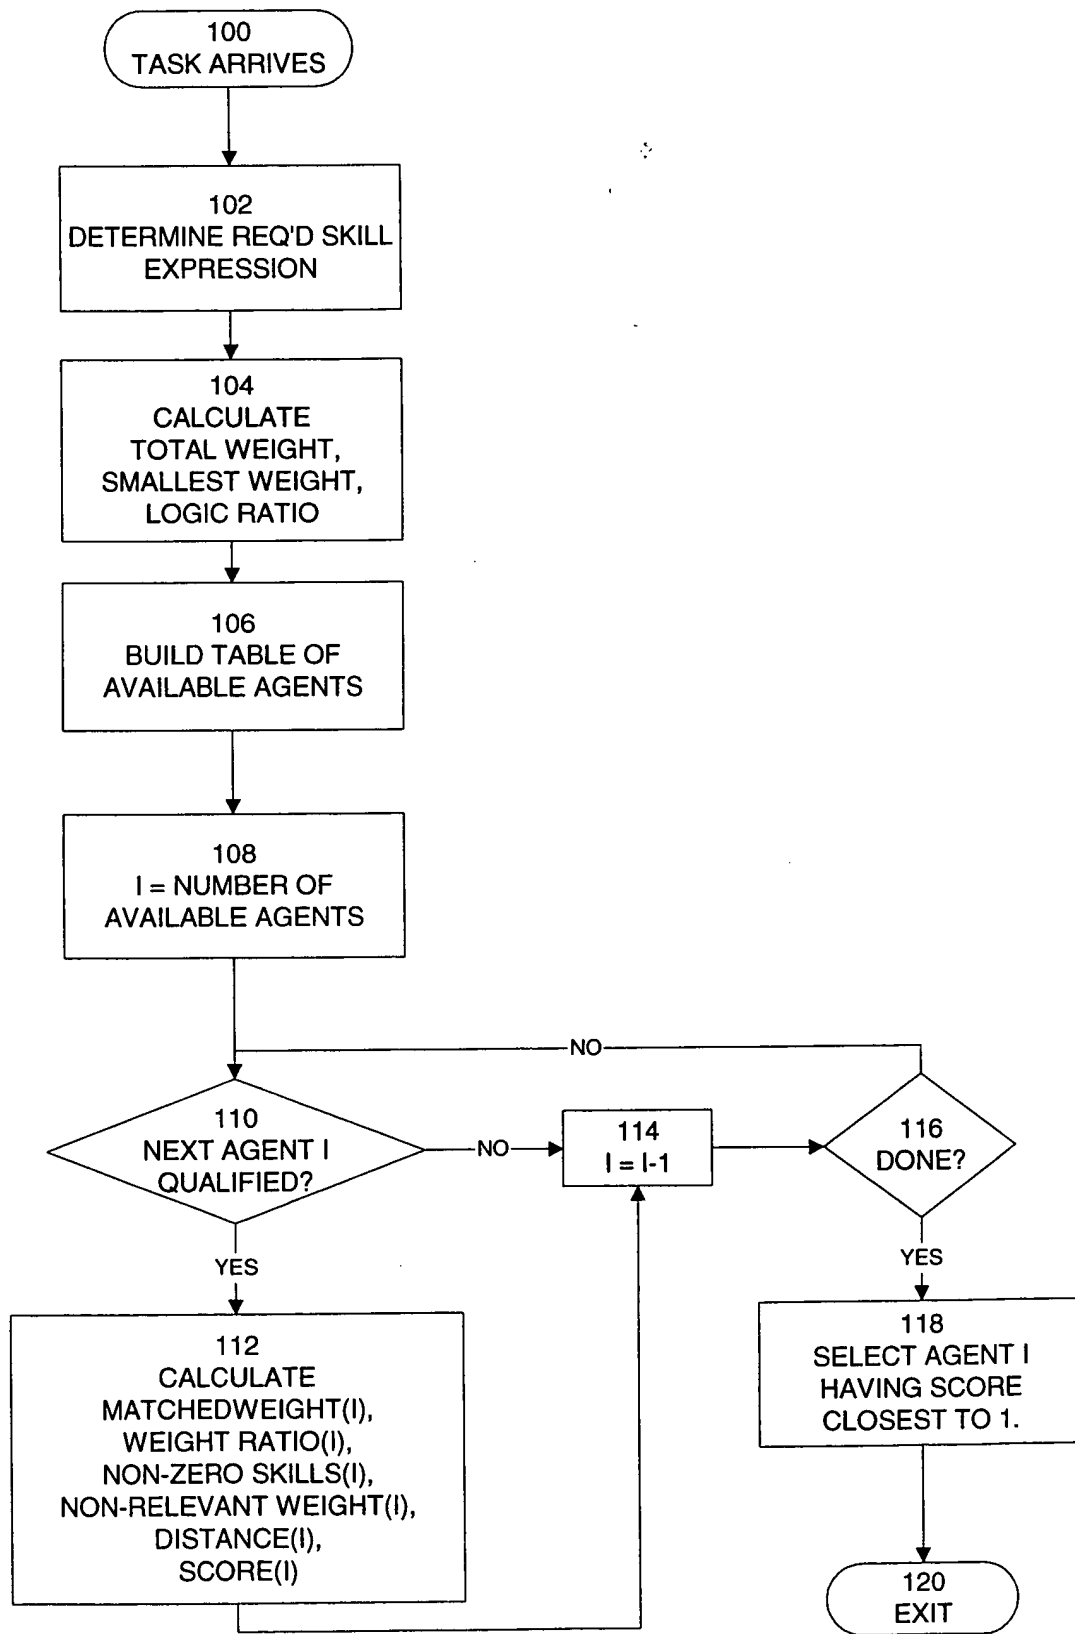 100
TASK ARRIVES
102
DETERMINE REQ'D SKILL
EXPRESSION
104
CALCULATE
TOTAL WEIGHT,
SMALLEST WEIGHT,
LOGIC RATIO
106
BUILD TABLE OF
AVAILABLE AGENTS
108
I = NUMBER OF
AVAILABLE AGENTS
NO
110
NEXT AGENT I
QUALIFIED?
NO
114
I = I-1
116
DONE?
YES
YES
112
CALCULATE
MATCHEDWEIGHT(I),
WEIGHT RATIO(I),
NON-ZERO SKILLS(I),
NON-RELEVANT WEIGHT(I),
DISTANCE(I),
SCORE(I)
118
SELECT AGENT I
HAVING SCORE
CLOSEST TO 1.
120
EXIT